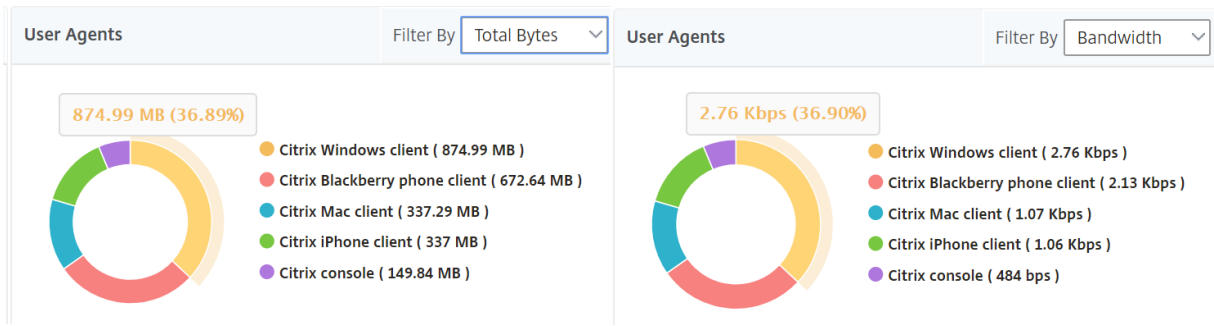 User Agents
Filter By Total Bytes
874.99 MB (36.89%)
Citrix Windows client ( 874.99 MB )
Citrix Blackberry phone client ( 672.64 MB )
Citrix Mac client ( 337.29 MB )
Citrix iPhone client ( 337 MB )
Citrix console ( 149.84 MB )
User Agents
Filter By Bandwidth
2.76 Kbps (36.90%)
Citrix Windows client ( 2.76 Kbps )
Citrix Blackberry phone client ( 2.13 Kbps )
Citrix Mac client ( 1.07 Kbps )
Citrix iPhone client ( 1.06 Kbps )
Citrix console ( 484 bps )